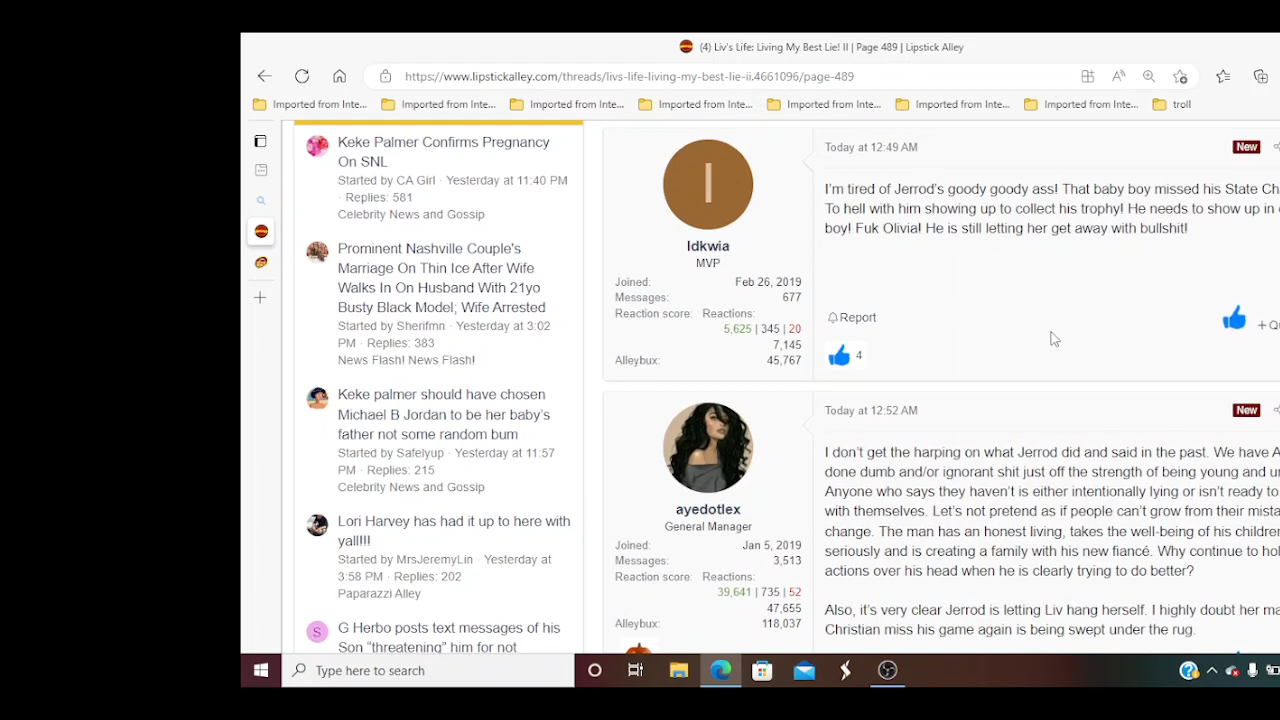 (4) Liv's Life: Living My Best Lie! II | Page 489 | Lipstick Alley
https://www.lipstickalley.com/threads/livs-life-living-my-best-lie-ii.4661096/page-489
Imported from Inte...
Imported from Inte...
Imported from Inte...
Imported from Inte...
Imported from Inte...
Imported from Inte...
Imported from Inte...
troll
Keke Palmer Confirms Pregnancy
On SNL
Started by CA Girl · Yesterday at 11:40 PM
· Replies: 581
Celebrity News and Gossip
Prominent Nashville Couple's
Marriage On Thin Ice After Wife
Walks In On Husband With 21yo
Busty Black Model; Wife Arrested
Started by Sherifmn · Yesterday at 3:02
PM · Replies: 383
News Flash! News Flash!
Keke palmer should have chosen
Michael B Jordan to be her baby's
father not some random bum
Started by Safelyup · Yesterday at 11:57
PM · Replies: 215
Celebrity News and Gossip
Lori Harvey has had it up to here with
yall!!!
Started by MrsJeremyLin · Yesterday at
3:58 PM · Replies: 202
Paparazzi Alley
S
G Herbo posts text messages of his
Son "threatening" him for not
I
Idkwia
MVP
Joined: Feb 26, 2019
Messages: 677
Reaction score: Reactions:
5,625 | 345 | 20
7,145
Alleybux: 45,767
Today at 12:49 AM
New
I'm tired of Jerrod's goody goody ass! That baby boy missed his State Ch
To hell with him showing up to collect his trophy! He needs to show up in
boy! Fuk Olivia! He is still letting her get away with bullshit!
Report
+ Qu
4
ayedotlex
General Manager
Joined: Jan 5, 2019
Messages: 3,513
Reaction score: Reactions:
39,641 | 735 | 52
47,655
Alleybux: 118,037
Today at 12:52 AM
New
I don't get the harping on what Jerrod did and said in the past. We have A
done dumb and/or ignorant shit just off the strength of being young and un
Anyone who says they haven't is either intentionally lying or isn't ready to
with themselves. Let's not pretend as if people can't grow from their mista
change. The man has an honest living, takes the well-being of his children
seriously and is creating a family with his new fiancé. Why continue to hol
actions over his head when he is clearly trying to do better?
Also, it's very clear Jerrod is letting Liv hang herself. I highly doubt her ma
Christian miss his game again is being swept under the rug.
Type here to search